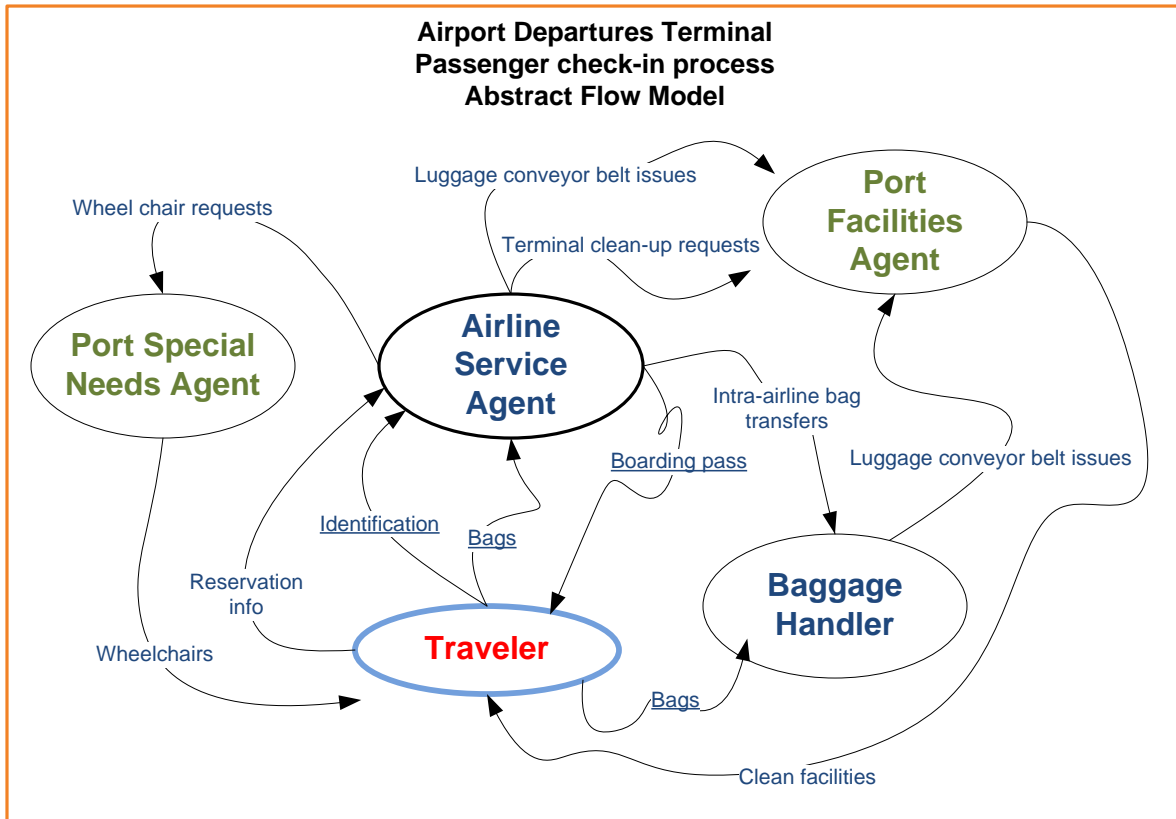 Airport Departures Terminal
Passenger check-in process
Abstract Flow Model
Luggage conveyor belt issues
Port
Facilities
Agent
Wheel chair requests
Terminal clean-up requests
Airline
Service
Agent
Port Special
Needs Agent
Intra-airline bag
transfers
Boarding pass
Luggage conveyor belt issues
Identification
Bags
Reservation
info
Baggage
Handler
Wheelchairs
Traveler
Bags
Clean facilities